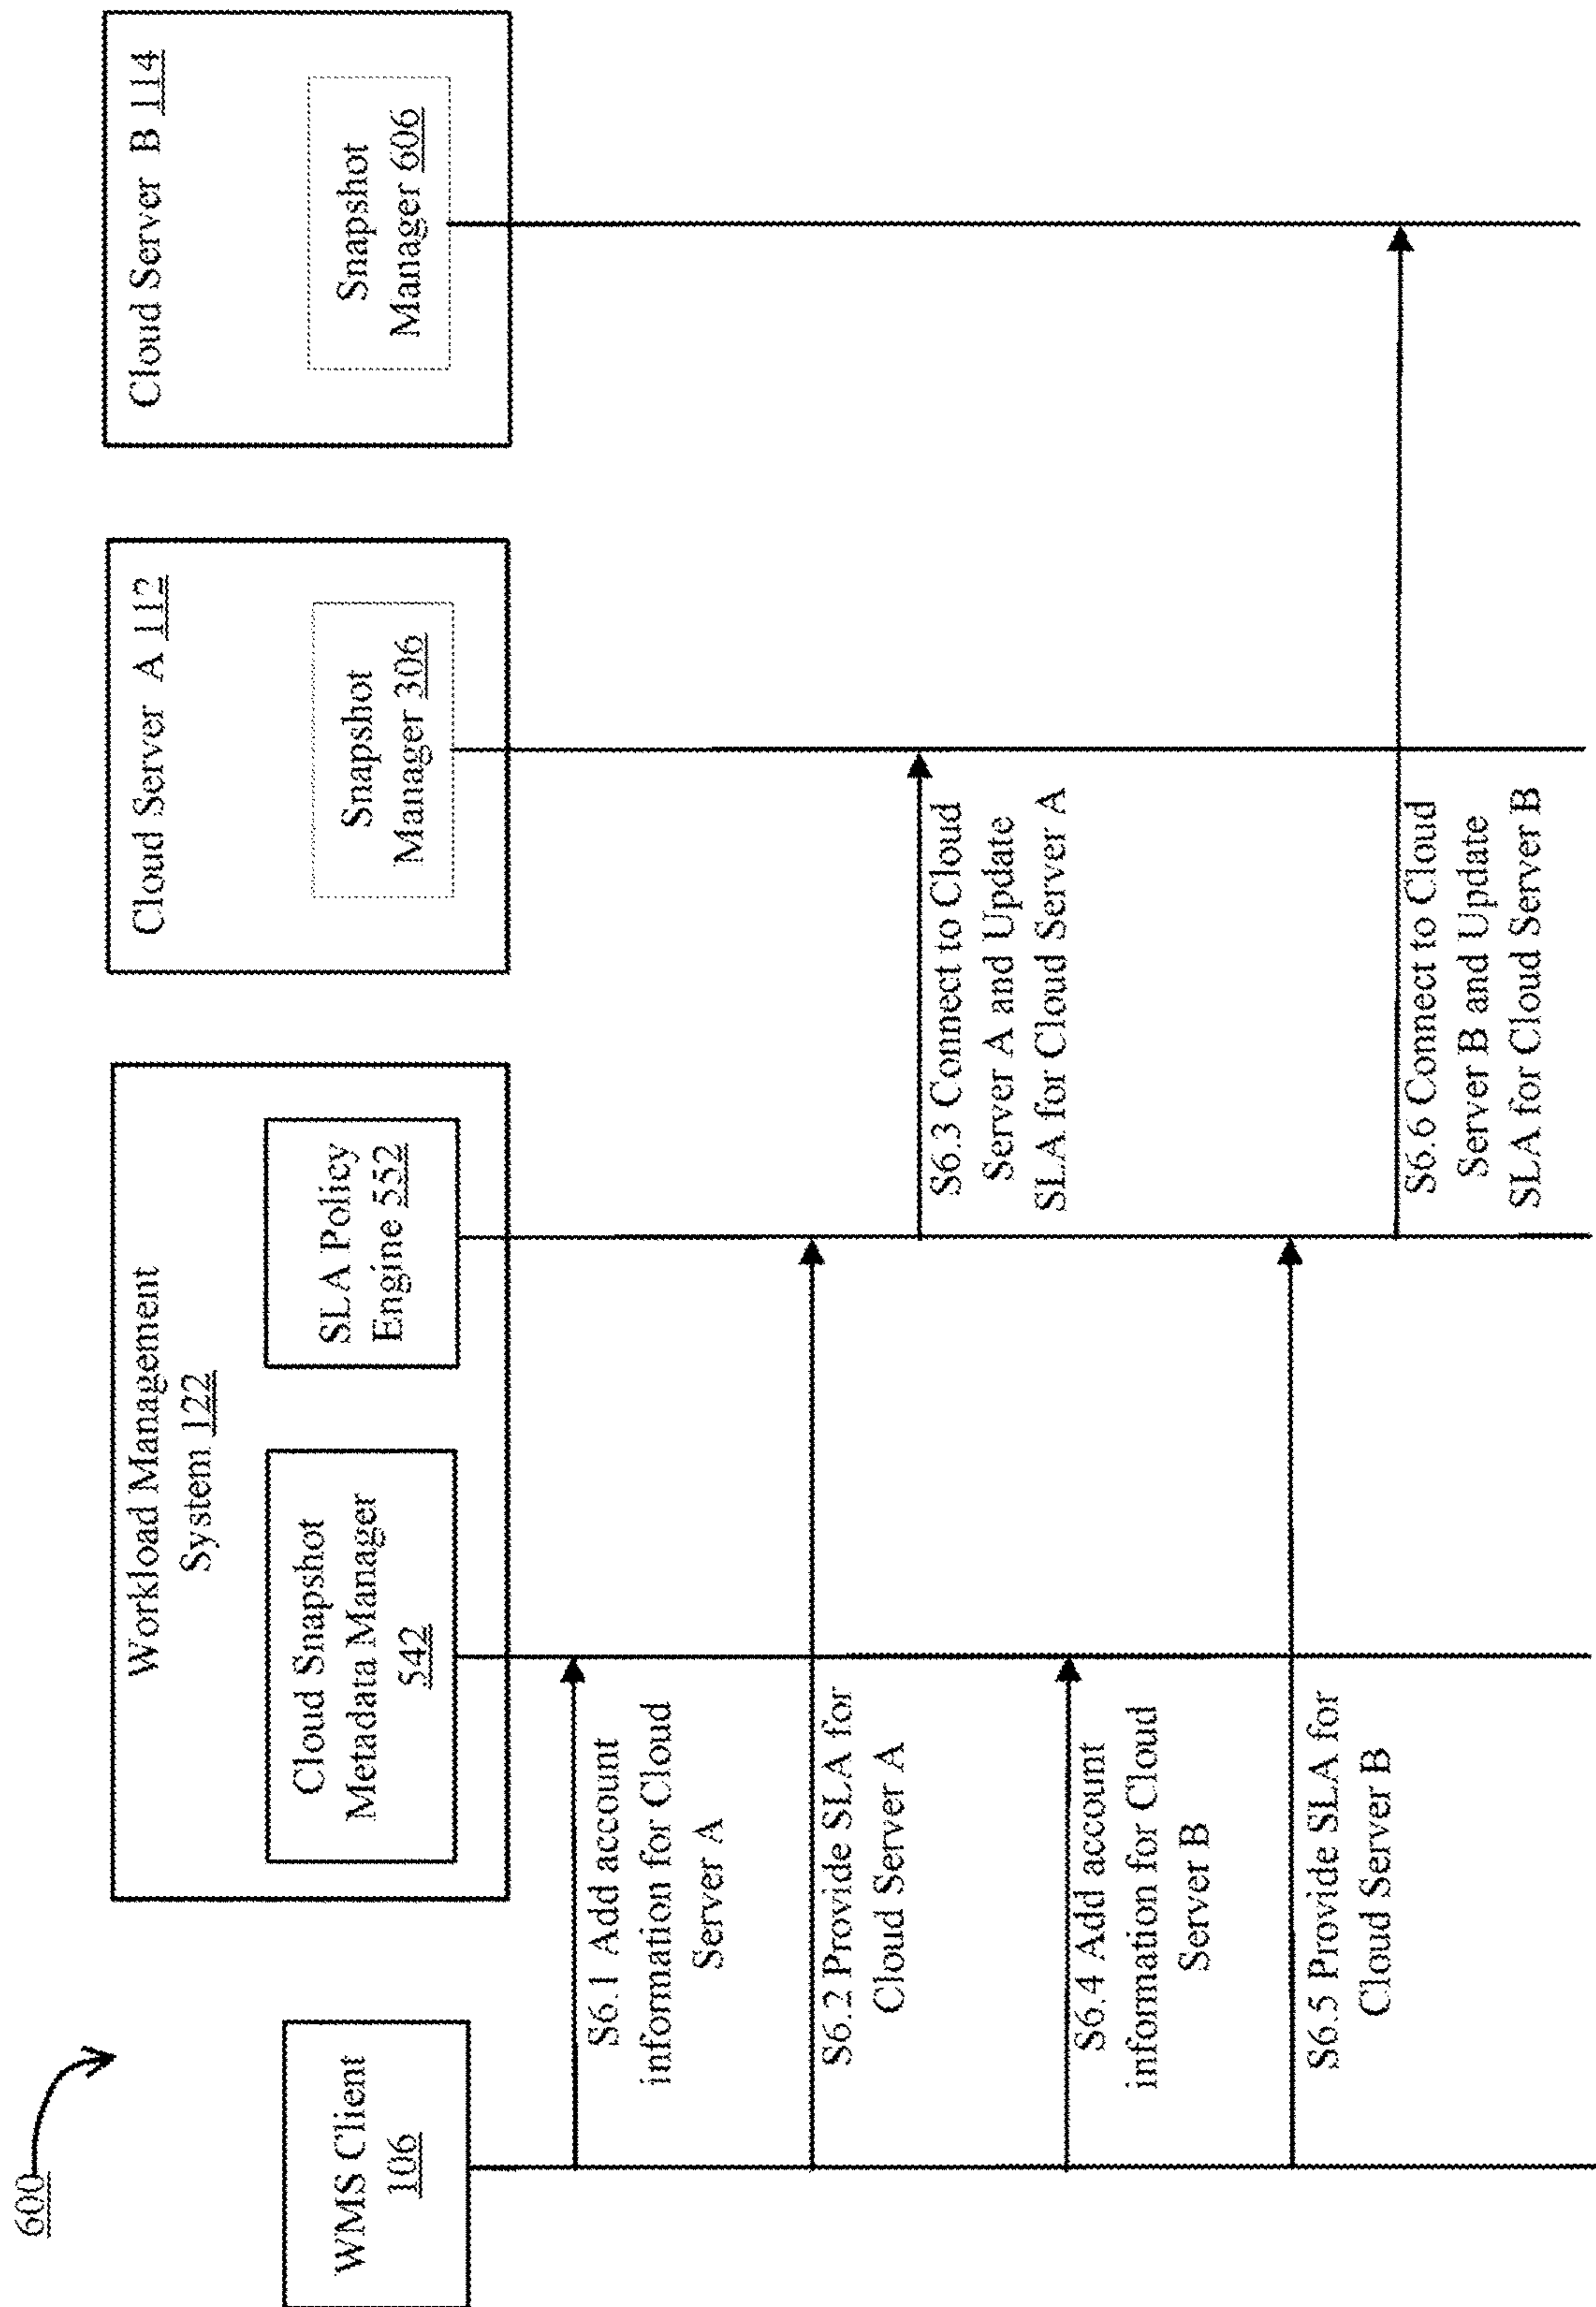 600
WMS Client
106
Workload Management
System 122
Cloud Snapshot
Metadata Manager
542
SLA Policy
Engine 552
Cloud Server A 112
Snapshot
Manager 306
Cloud Server B 114
Snapshot
Manager 606
S6.1 Add account
information for Cloud
Server A
S6.2 Provide SLA for
Cloud Server A
S6.3 Connect to Cloud
Server A and Update
SLA for Cloud Server A
S6.4 Add account
information for Cloud
Server B
S6.5 Provide SLA for
Cloud Server B
S6.6 Connect to Cloud
Server B and Update
SLA for Cloud Server B